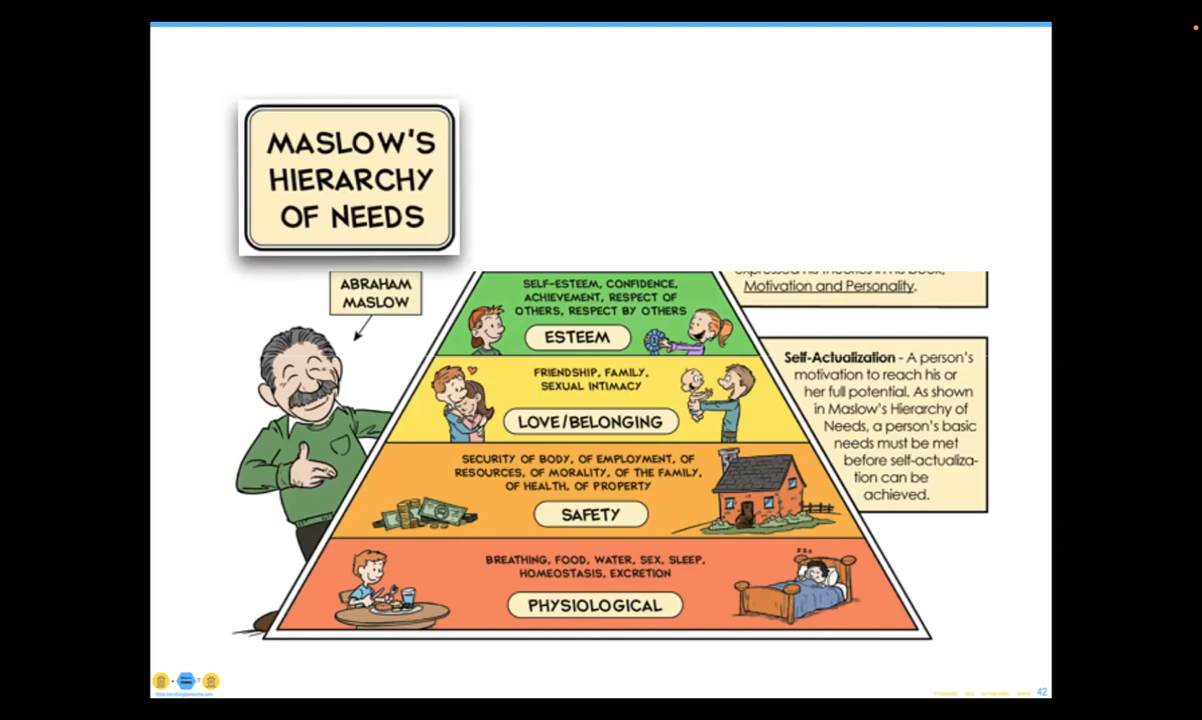 MASLOW'S
HIERARCHY
OF NEEDS
ABRAHAM
MASLOW
Motivation and Personality.
SELF-ESTEEM, CONFIDENCE,
ACHIEVEMENT, RESPECT OF
OTHERS, RESPECT BY OTHERS
ESTEEM
FRIENDSHIP, FAMILY,
SEXUAL INTIMACY
LOVE/BELONGING
SECURITY OF BODY, OF EMPLOYMENT, OF
RESOURCES, OF MORALITY, OF THE FAMILY,
OF HEALTH, OF PROPERTY
SAFETY
BREATHING, FOOD, WATER, SEX, SLEEP,
HOMEOSTASIS, EXCRETION
PHYSIOLOGICAL
zzz
Self-Actualization - A person's
motivation to reach his or
her full potential. As shown
in Maslow's Hierarchy of
Needs, a person's basic
needs must be met
before self-actualiza-
tion can be
achieved.
42